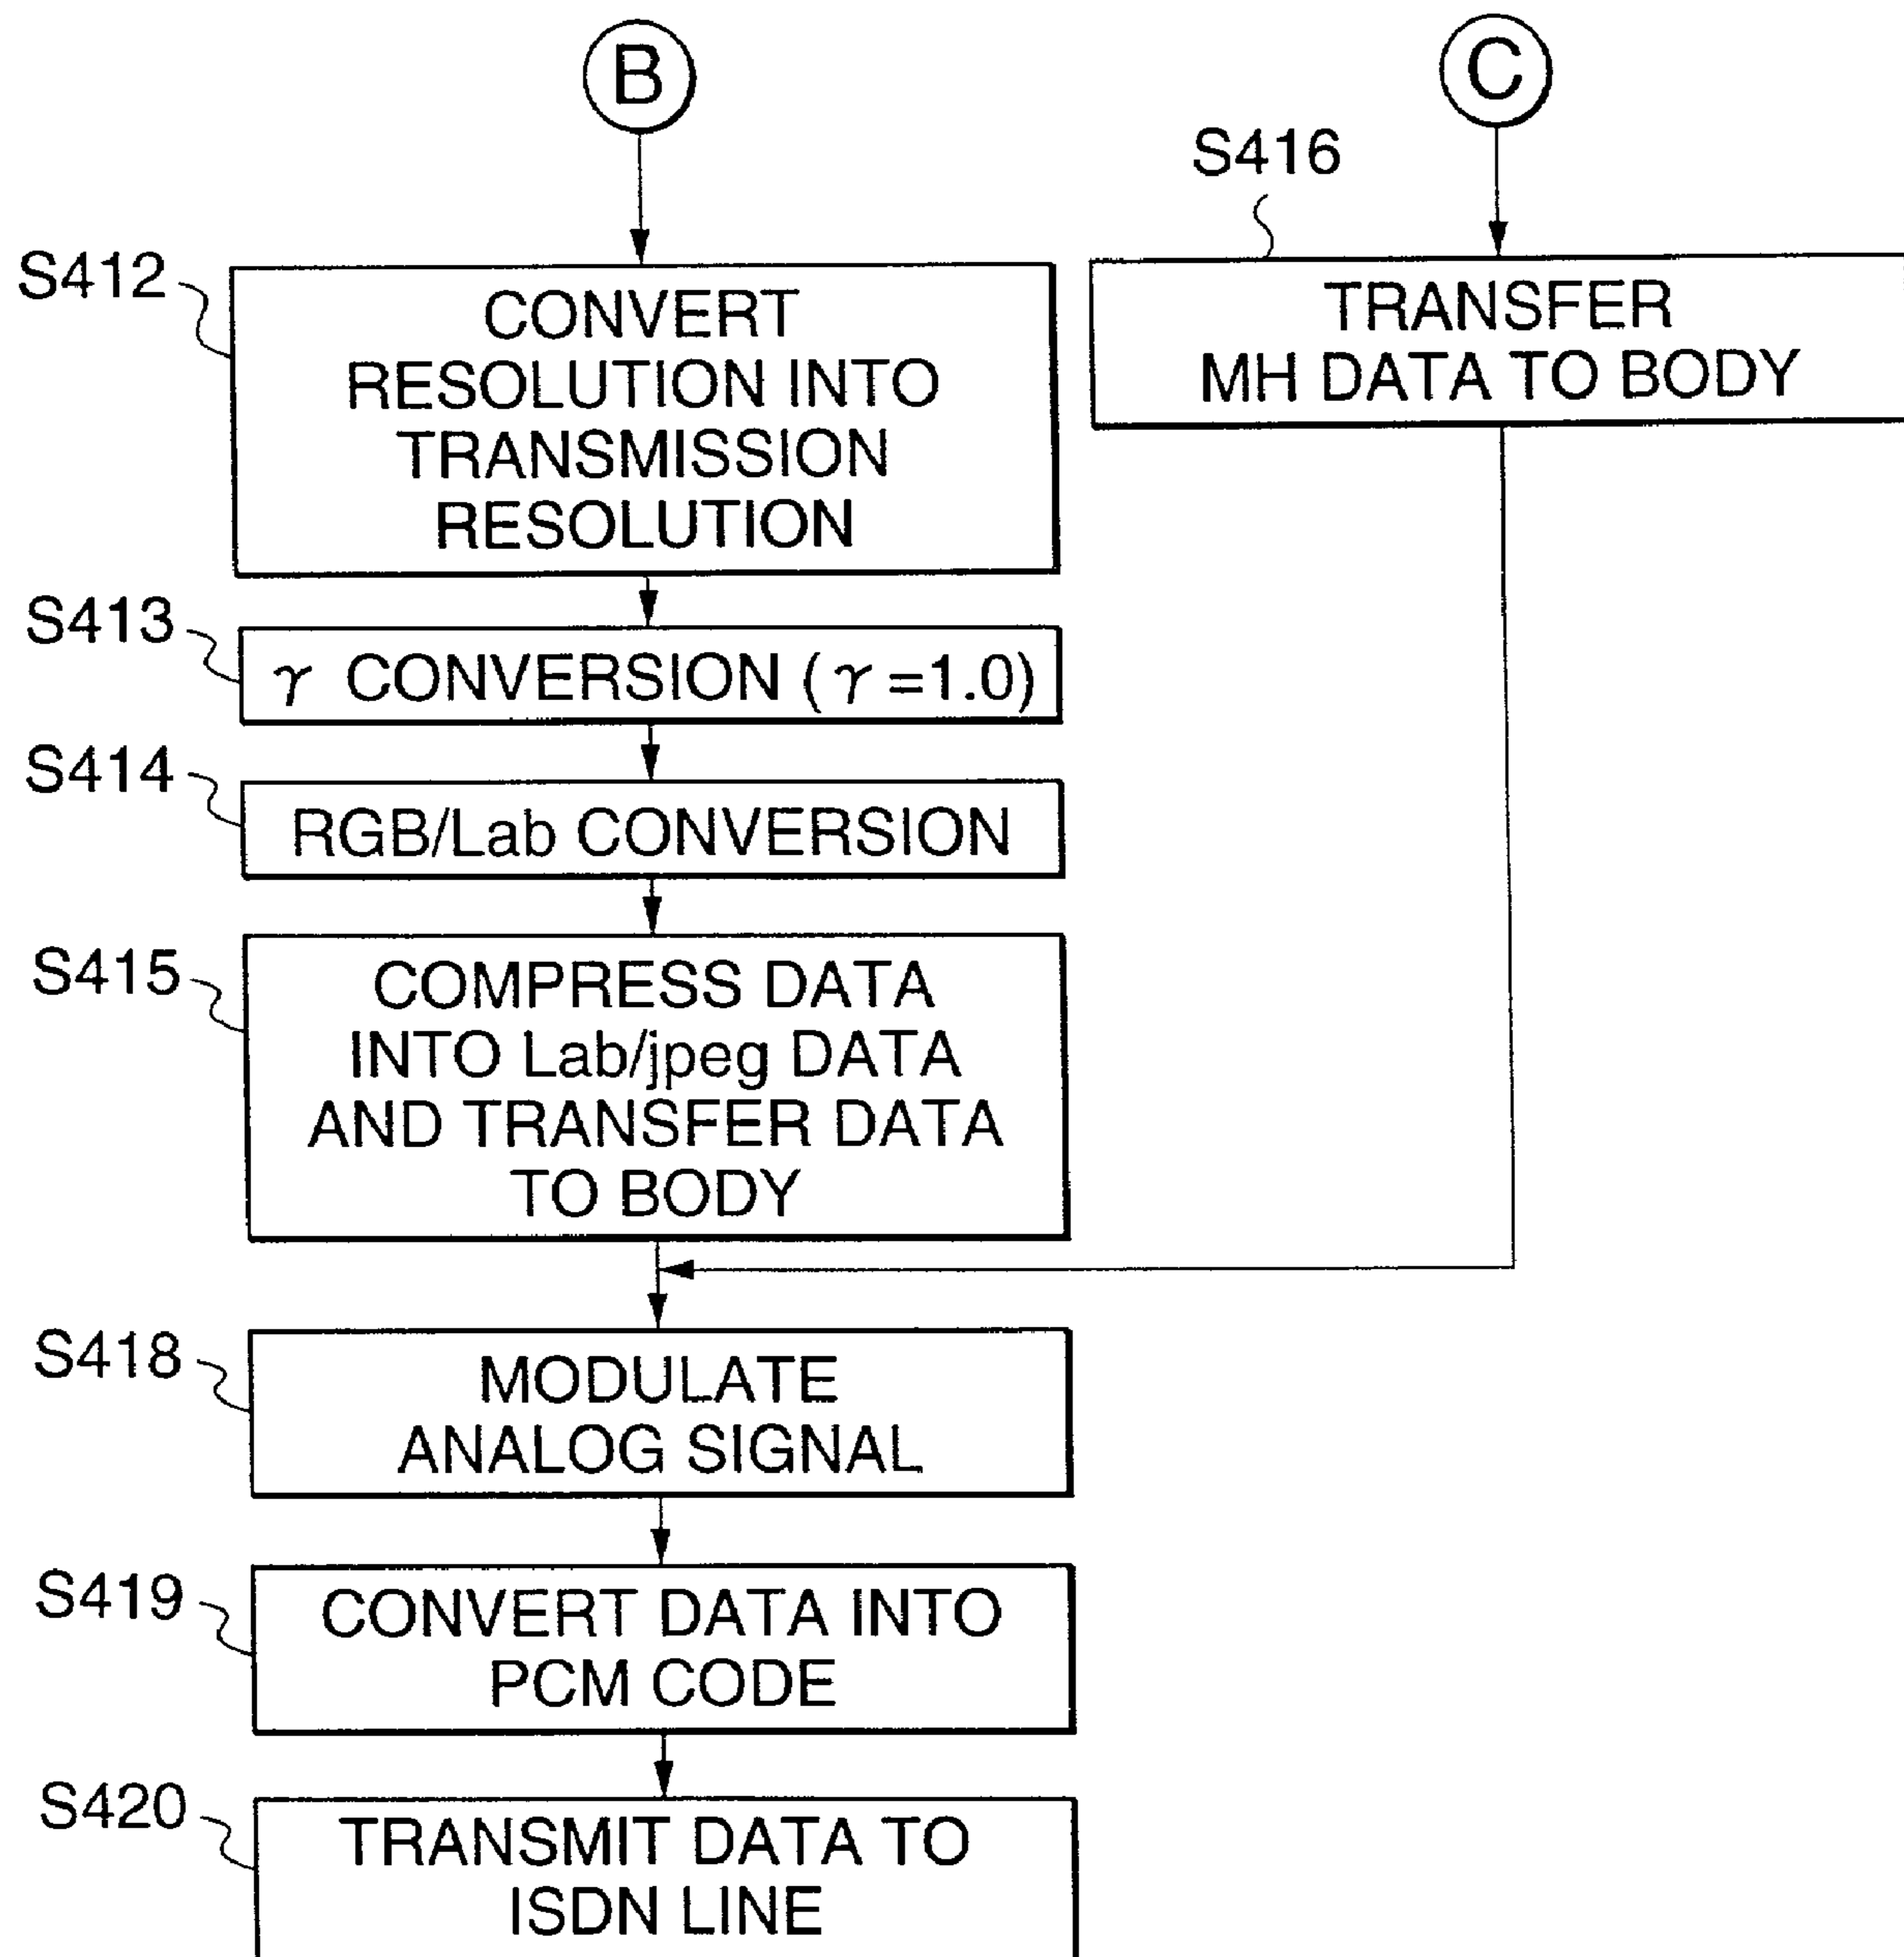 B
C
S416
S412
CONVERT
RESOLUTION INTO
TRANSMISSION
RESOLUTION
TRANSFER
MH DATA TO BODY
S413
γ CONVERSION (γ=1.0)
S414
RGB/Lab CONVERSION
S415
COMPRESS DATA
INTO Lab/jpeg DATA
AND TRANSFER DATA
TO BODY
S418
MODULATE
ANALOG SIGNAL
S419
CONVERT DATA INTO
PCM CODE
S420
TRANSMIT DATA TO
ISDN LINE